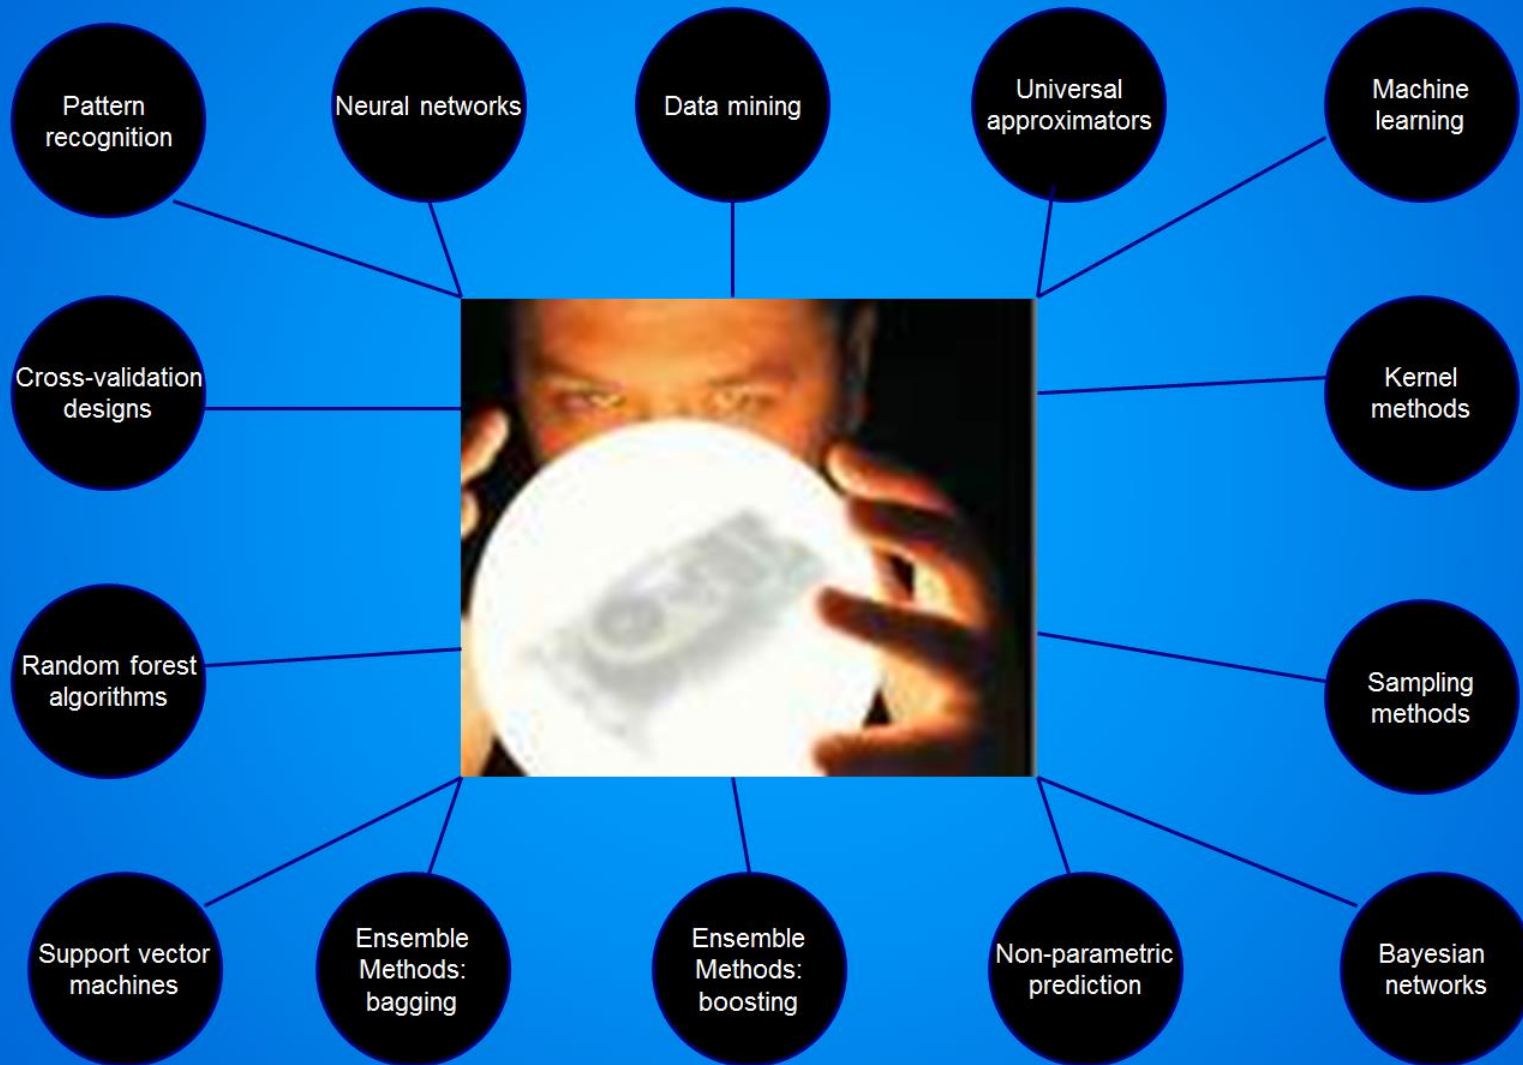 Pattern
recognition
Neural networks
Data mining
Universal
approximators
Machine
learning
Cross-validation
designs
Kernel
methods
Random forest
algorithms
Sampling
methods
Support vector
machines
Ensemble
Methods:
bagging
Ensemble
Methods:
boosting
Non-parametric
prediction
Bayesian
networks